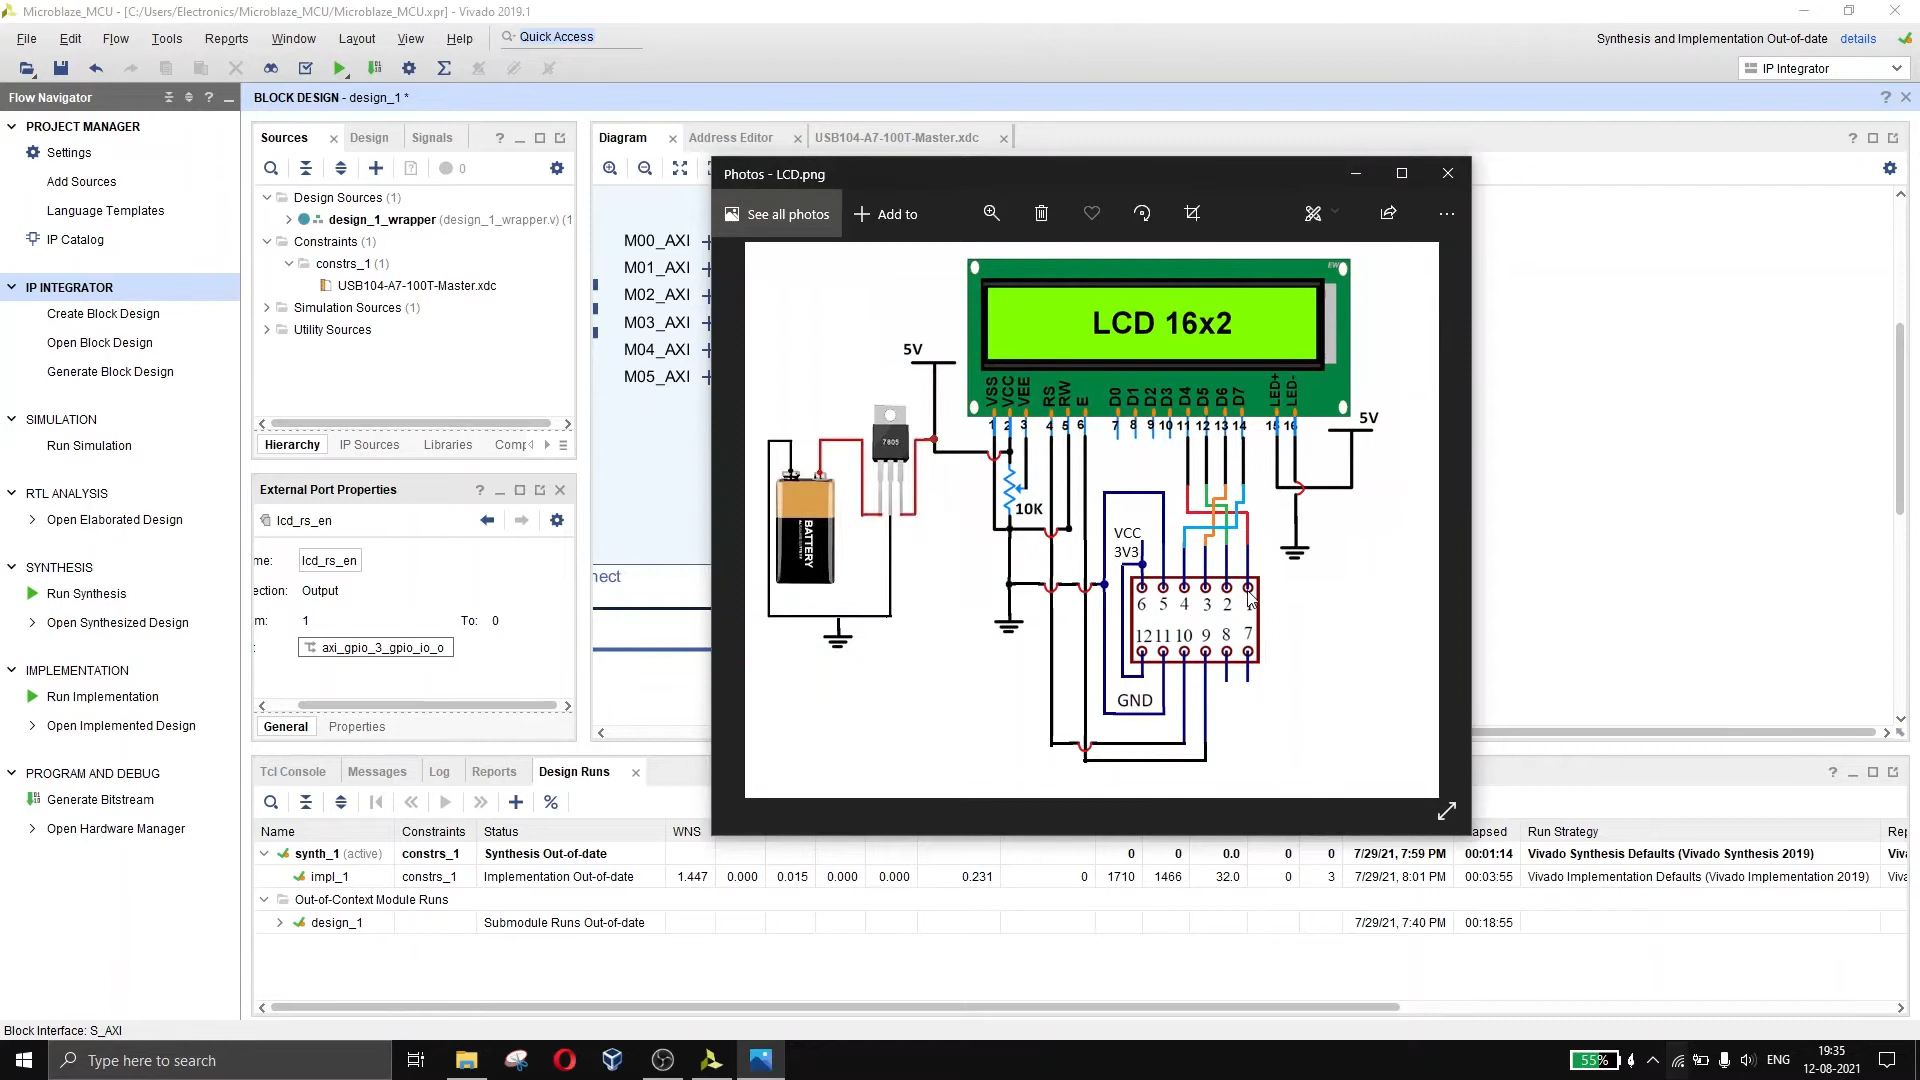 Microblaze_MCU - [C:/Users/Electronics/Microblaze_MCU/Microblaze_MCU.xpr] - Vivado 2019.1
File Edit Flow Tools Reports Window Layout View Help Quick Access
Synthesis and Implementation Out-of-date details
IP Integrator
Flow Navigator
BLOCK DESIGN - design_1 *
PROJECT MANAGER
Settings
Add Sources
Language Templates
IP Catalog
IP INTEGRATOR
Create Block Design
Open Block Design
Generate Block Design
SIMULATION
Run Simulation
RTL ANALYSIS
Open Elaborated Design
SYNTHESIS
Run Synthesis
Open Synthesized Design
IMPLEMENTATION
Run Implementation
Open Implemented Design
PROGRAM AND DEBUG
Generate Bitstream
Open Hardware Manager
Sources Design Signals
0
Design Sources (1)
design_1_wrapper (design_1_wrapper.v) (1
Constraints (1)
constrs_1 (1)
USB104-A7-100T-Master.xdc
Simulation Sources (1)
Utility Sources
Hierarchy IP Sources Libraries Comp
External Port Properties
lcd_rs_en
me: lcd_rs_en
ection: Output
m: 1 To: 0
: axi_gpio_3_gpio_io_o
General Properties
Diagram Address Editor USB104-A7-100T-Master.xdc
M00_AXI
M01_AXI
M02_AXI
M03_AXI
M04_AXI
M05_AXI
nect
Photos - LCD.png
See all photos Add to
EW
LCD 16x2
VSS VCC VEE RS RW E D0 D1 D2 D3 D4 D5 D6 D7 LED+ LED-
1 2 3 4 5 6 7 8 9 10 11 12 13 14 15 16
5V
5V
7805
BATTERY
10K
VCC
3V3
6 5 4 3 2
12 11 10 9 8 7
GND
Tcl Console Messages Log Reports Design Runs
Name Constraints Status WNS apsed Run Strategy Rep
synth_1 (active) constrs_1 Synthesis Out-of-date 0 0 0.0 0 0 7/29/21, 7:59 PM 00:01:14 Vivado Synthesis Defaults (Vivado Synthesis 2019) Viva
impl_1 constrs_1 Implementation Out-of-date 1.447 0.000 0.015 0.000 0.000 0.231 0 1710 1466 32.0 0 3 7/29/21, 8:01 PM 00:03:55 Vivado Implementation Defaults (Vivado Implementation 2019) Viva
Out-of-Context Module Runs
design_1 Submodule Runs Out-of-date 7/29/21, 7:40 PM 00:18:55
Block Interface: S_AXI
Type here to search
55%
ENG
19:35
12-08-2021